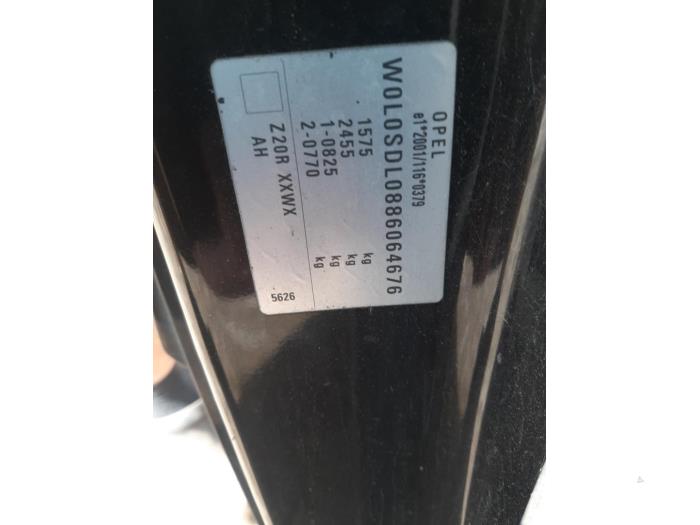 OPEL
e1*2001/116*0379
W0L0SDL0886064676
1575 kg
2455 kg
1-0825 kg
2-0770 kg
Z20R XXWX
AH
5626